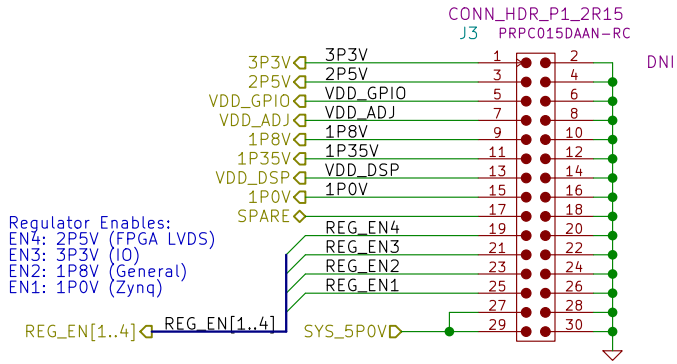 CONN_HDR_P1_2R15
J3 PRPC015DAAN-RC
DNI
3P3V 3P3V 1 2
2P5V 2P5V 3 4
VDD_GPIO VDD_GPIO 5 6
VDD_ADJ VDD_ADJ 7 8
1P8V 1P8V 9 10
1P35V 1P35V 11 12
VDD_DSP VDD_DSP 13 14
1P0V 1P0V 15 16
SPARE 17 18
REG_EN4 19 20
REG_EN3 21 22
REG_EN2 23 24
REG_EN1 25 26
27 28
SYS_5P0V 29 30
Regulator Enables:
EN4: 2P5V (FPGA LVDS)
EN3: 3P3V (IO)
EN2: 1P8V (General)
EN1: 1P0V (Zynq)
REG_EN[1..4] REG_EN[1..4]